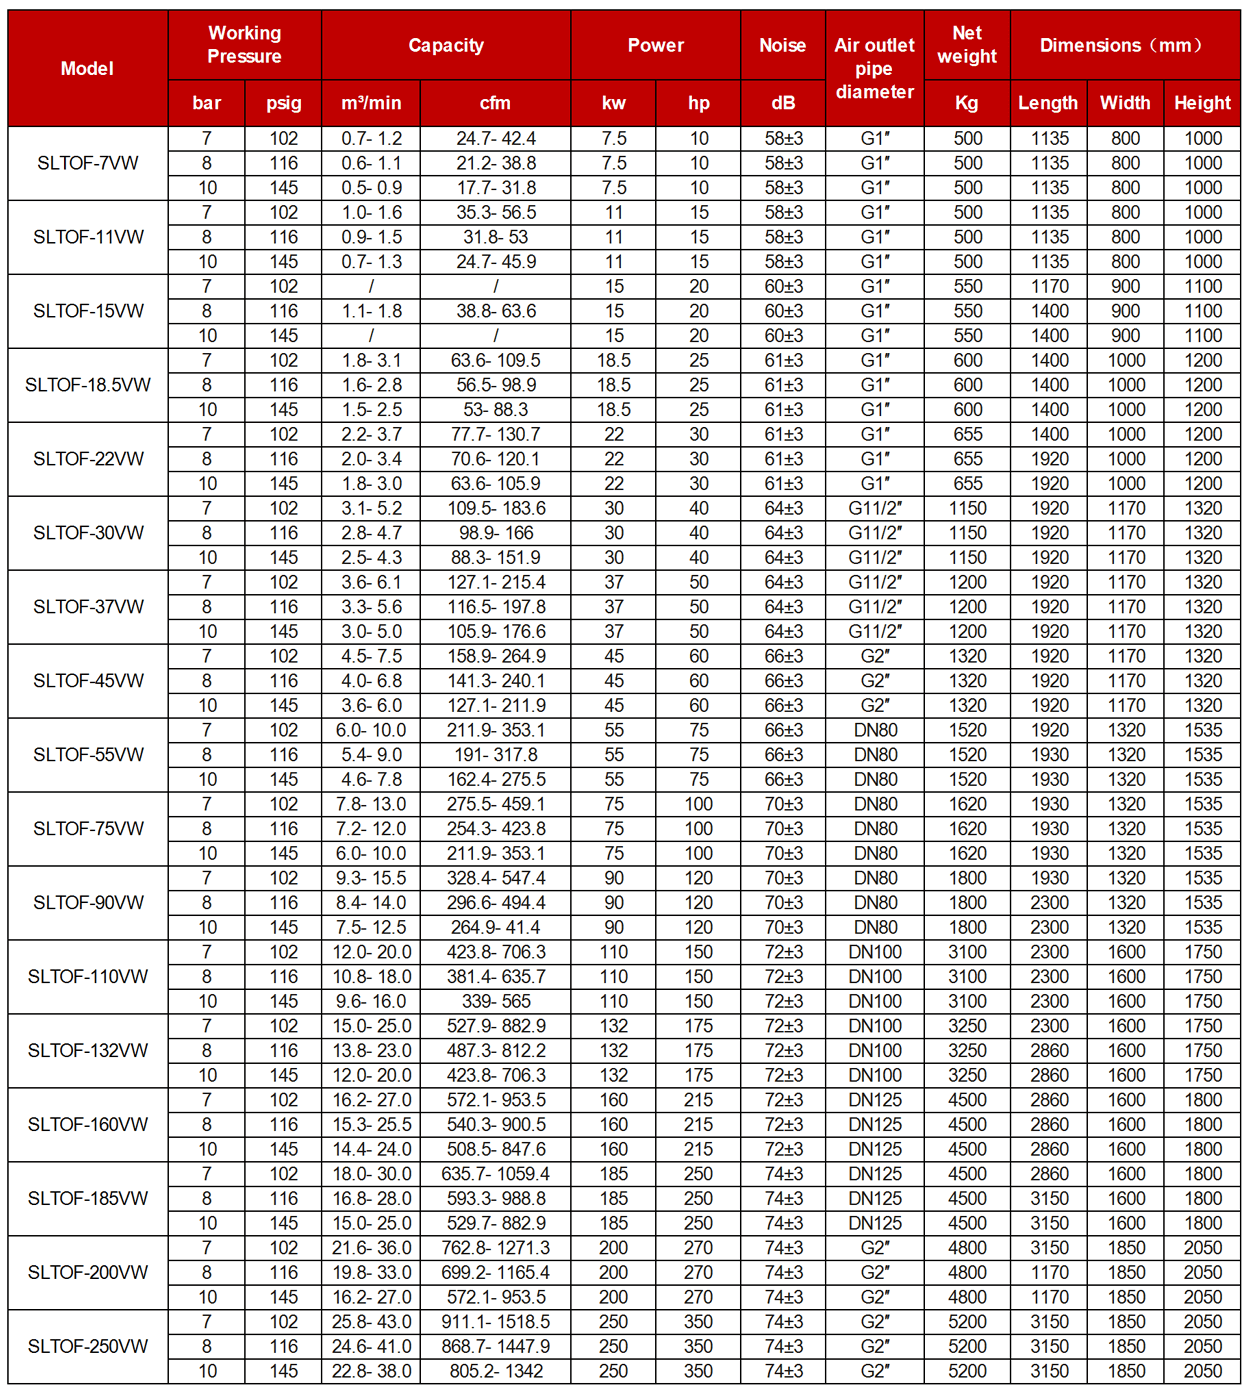 Model Working Pressure Capacity Power Noise Air outlet pipe diameter Net weight Dimensions（mm）
bar psig m³/min cfm kw hp dB Kg Length Width Height
SLTOF-7VW
7 102 0.7- 1.2 24.7- 42.4 7.5 10 58±3 G1″ 500 1135 800 1000
8 116 0.6- 1.1 21.2- 38.8 7.5 10 58±3 G1″ 500 1135 800 1000
10 145 0.5- 0.9 17.7- 31.8 7.5 10 58±3 G1″ 500 1135 800 1000
SLTOF-11VW
7 102 1.0- 1.6 35.3- 56.5 11 15 58±3 G1″ 500 1135 800 1000
8 116 0.9- 1.5 31.8- 53 11 15 58±3 G1″ 500 1135 800 1000
10 145 0.7- 1.3 24.7- 45.9 11 15 58±3 G1″ 500 1135 800 1000
SLTOF-15VW
7 102 / / 15 20 60±3 G1″ 550 1170 900 1100
8 116 1.1- 1.8 38.8- 63.6 15 20 60±3 G1″ 550 1400 900 1100
10 145 / / 15 20 60±3 G1″ 550 1400 900 1100
SLTOF-18.5VW
7 102 1.8- 3.1 63.6- 109.5 18.5 25 61±3 G1″ 600 1400 1000 1200
8 116 1.6- 2.8 56.5- 98.9 18.5 25 61±3 G1″ 600 1400 1000 1200
10 145 1.5- 2.5 53- 88.3 18.5 25 61±3 G1″ 600 1400 1000 1200
SLTOF-22VW
7 102 2.2- 3.7 77.7- 130.7 22 30 61±3 G1″ 655 1400 1000 1200
8 116 2.0- 3.4 70.6- 120.1 22 30 61±3 G1″ 655 1920 1000 1200
10 145 1.8- 3.0 63.6- 105.9 22 30 61±3 G1″ 655 1920 1000 1200
SLTOF-30VW
7 102 3.1- 5.2 109.5- 183.6 30 40 64±3 G11/2″ 1150 1920 1170 1320
8 116 2.8- 4.7 98.9- 166 30 40 64±3 G11/2″ 1150 1920 1170 1320
10 145 2.5- 4.3 88.3- 151.9 30 40 64±3 G11/2″ 1150 1920 1170 1320
SLTOF-37VW
7 102 3.6- 6.1 127.1- 215.4 37 50 64±3 G11/2″ 1200 1920 1170 1320
8 116 3.3- 5.6 116.5- 197.8 37 50 64±3 G11/2″ 1200 1920 1170 1320
10 145 3.0- 5.0 105.9- 176.6 37 50 64±3 G11/2″ 1200 1920 1170 1320
SLTOF-45VW
7 102 4.5- 7.5 158.9- 264.9 45 60 66±3 G2″ 1320 1920 1170 1320
8 116 4.0- 6.8 141.3- 240.1 45 60 66±3 G2″ 1320 1920 1170 1320
10 145 3.6- 6.0 127.1- 211.9 45 60 66±3 G2″ 1320 1920 1170 1320
SLTOF-55VW
7 102 6.0- 10.0 211.9- 353.1 55 75 66±3 DN80 1520 1920 1320 1535
8 116 5.4- 9.0 191- 317.8 55 75 66±3 DN80 1520 1930 1320 1535
10 145 4.6- 7.8 162.4- 275.5 55 75 66±3 DN80 1520 1930 1320 1535
SLTOF-75VW
7 102 7.8- 13.0 275.5- 459.1 75 100 70±3 DN80 1620 1930 1320 1535
8 116 7.2- 12.0 254.3- 423.8 75 100 70±3 DN80 1620 1930 1320 1535
10 145 6.0- 10.0 211.9- 353.1 75 100 70±3 DN80 1620 1930 1320 1535
SLTOF-90VW
7 102 9.3- 15.5 328.4- 547.4 90 120 70±3 DN80 1800 1930 1320 1535
8 116 8.4- 14.0 296.6- 494.4 90 120 70±3 DN80 1800 2300 1320 1535
10 145 7.5- 12.5 264.9- 41.4 90 120 70±3 DN80 1800 2300 1320 1535
SLTOF-110VW
7 102 12.0- 20.0 423.8- 706.3 110 150 72±3 DN100 3100 2300 1600 1750
8 116 10.8- 18.0 381.4- 635.7 110 150 72±3 DN100 3100 2300 1600 1750
10 145 9.6- 16.0 339- 565 110 150 72±3 DN100 3100 2300 1600 1750
SLTOF-132VW
7 102 15.0- 25.0 527.9- 882.9 132 175 72±3 DN100 3250 2300 1600 1750
8 116 13.8- 23.0 487.3- 812.2 132 175 72±3 DN100 3250 2860 1600 1750
10 145 12.0- 20.0 423.8- 706.3 132 175 72±3 DN100 3250 2860 1600 1750
SLTOF-160VW
7 102 16.2- 27.0 572.1- 953.5 160 215 72±3 DN125 4500 2860 1600 1800
8 116 15.3- 25.5 540.3- 900.5 160 215 72±3 DN125 4500 2860 1600 1800
10 145 14.4- 24.0 508.5- 847.6 160 215 72±3 DN125 4500 2860 1600 1800
SLTOF-185VW
7 102 18.0- 30.0 635.7- 1059.4 185 250 74±3 DN125 4500 2860 1600 1800
8 116 16.8- 28.0 593.3- 988.8 185 250 74±3 DN125 4500 3150 1600 1800
10 145 15.0- 25.0 529.7- 882.9 185 250 74±3 DN125 4500 3150 1600 1800
SLTOF-200VW
7 102 21.6- 36.0 762.8- 1271.3 200 270 74±3 G2″ 4800 3150 1850 2050
8 116 19.8- 33.0 699.2- 1165.4 200 270 74±3 G2″ 4800 1170 1850 2050
10 145 16.2- 27.0 572.1- 953.5 200 270 74±3 G2″ 4800 1170 1850 2050
SLTOF-250VW
7 102 25.8- 43.0 911.1- 1518.5 250 350 74±3 G2″ 5200 3150 1850 2050
8 116 24.6- 41.0 868.7- 1447.9 250 350 74±3 G2″ 5200 3150 1850 2050
10 145 22.8- 38.0 805.2- 1342 250 350 74±3 G2″ 5200 3150 1850 2050